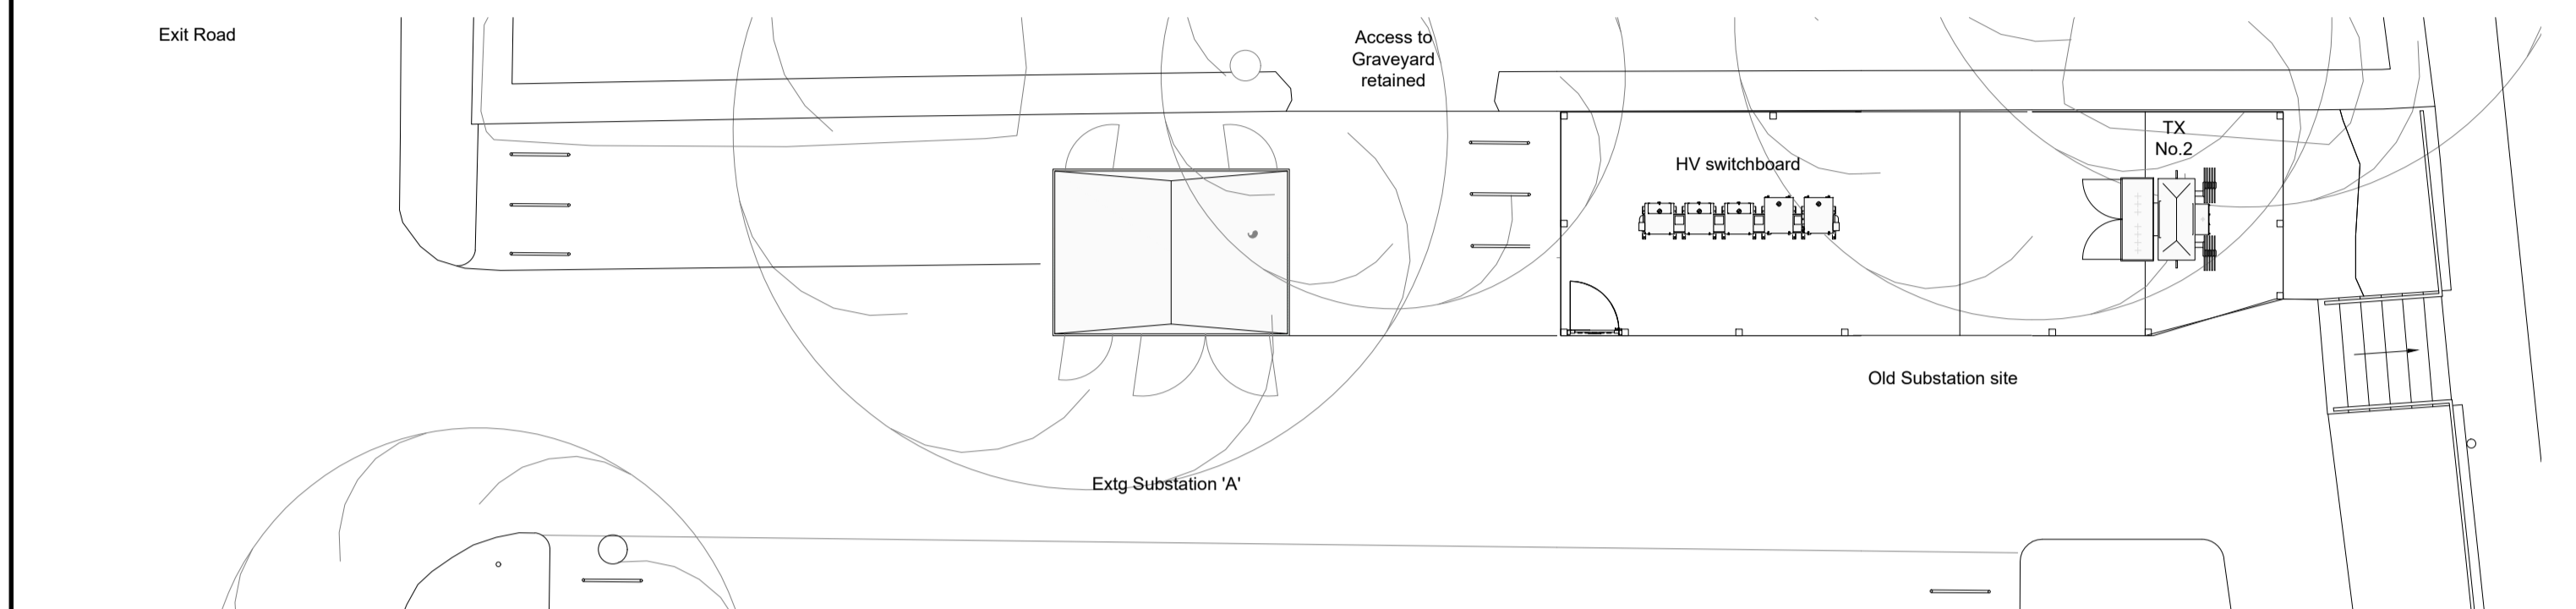 Exit Road
Access to
Graveyard
retained
TX
No.2
HV switchboard
Old Substation site
Extg Substation 'A'